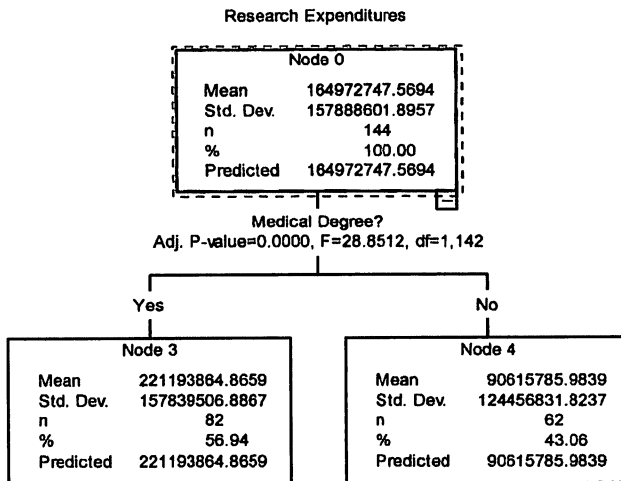 Research Expenditures
Node 0
Mean 164972747.5694
Std. Dev. 157888601.8957
n 144
% 100.00
Predicted 164972747.5694
Medical Degree?
Adj. P-value=0.0000, F=28.8512, df=1,142
Yes
No
Node 3
Mean 221193864.8659
Std. Dev. 157839506.8867
n 82
% 56.94
Predicted 221193864.8659
Node 4
Mean 90615785.9839
Std. Dev. 124456831.8237
n 62
% 43.06
Predicted 90615785.9839